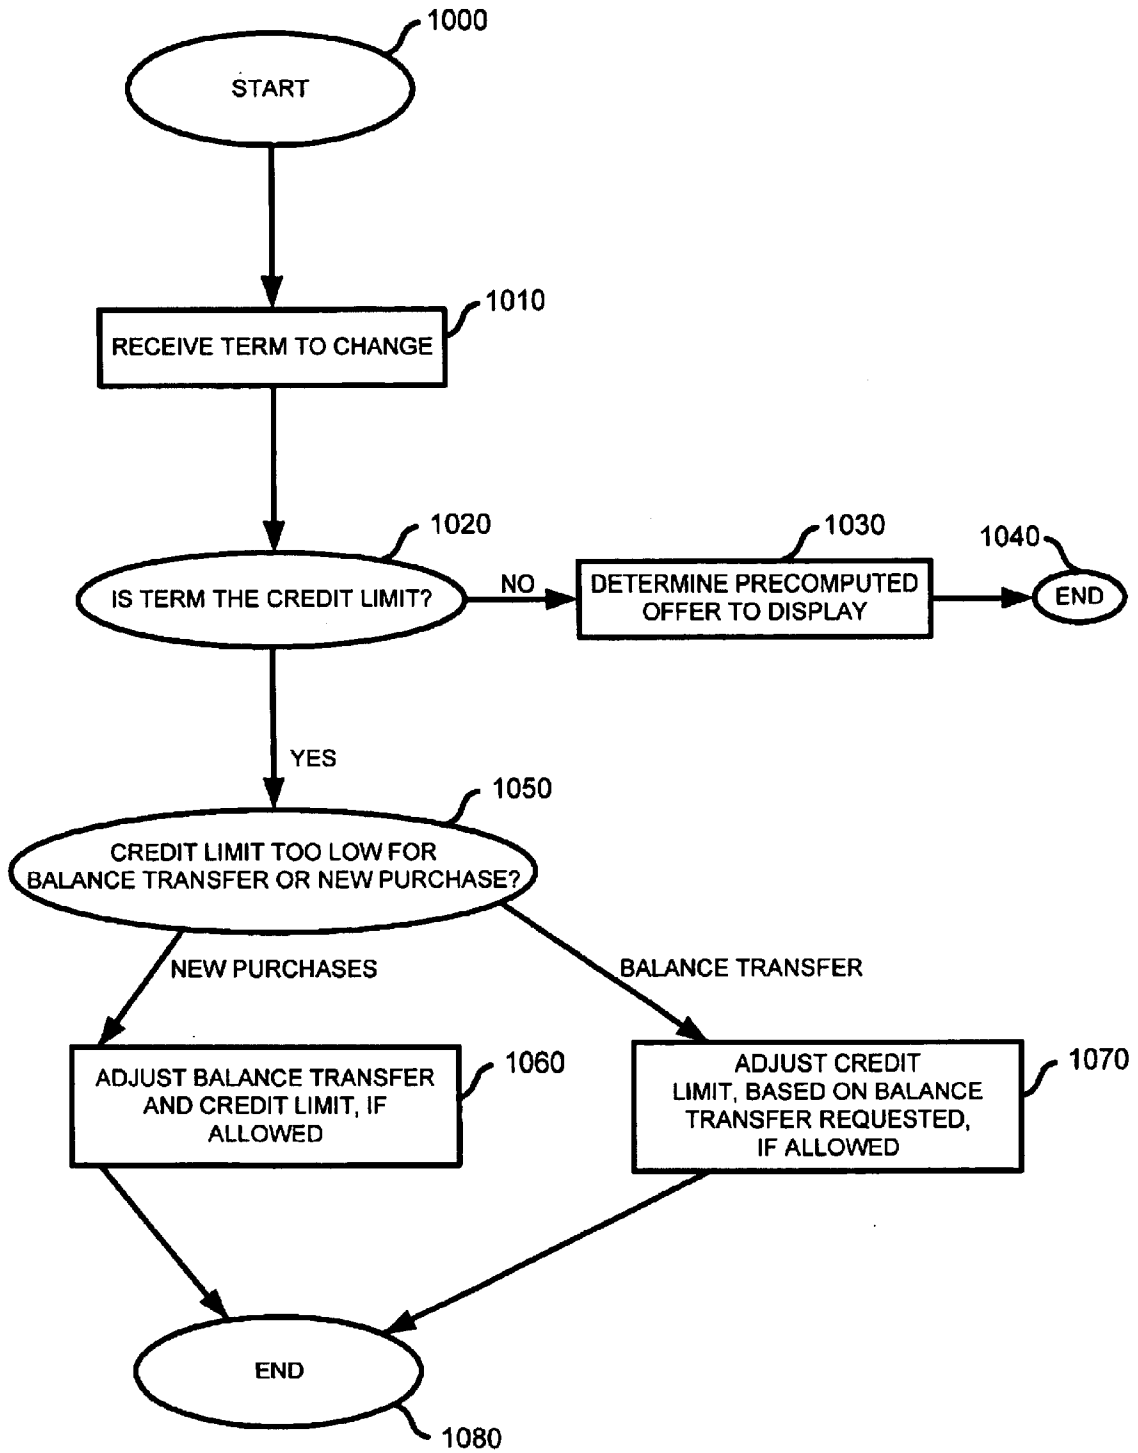 1000
START
1010
RECEIVE TERM TO CHANGE
1020
IS TERM THE CREDIT LIMIT?
NO
1030
DETERMINE PRECOMPUTED
OFFER TO DISPLAY
1040
END
YES
1050
CREDIT LIMIT TOO LOW FOR
BALANCE TRANSFER OR NEW PURCHASE?
NEW PURCHASES
BALANCE TRANSFER
1060
ADJUST BALANCE TRANSFER
AND CREDIT LIMIT, IF
ALLOWED
1070
ADJUST CREDIT
LIMIT, BASED ON BALANCE
TRANSFER REQUESTED,
IF ALLOWED
END
1080